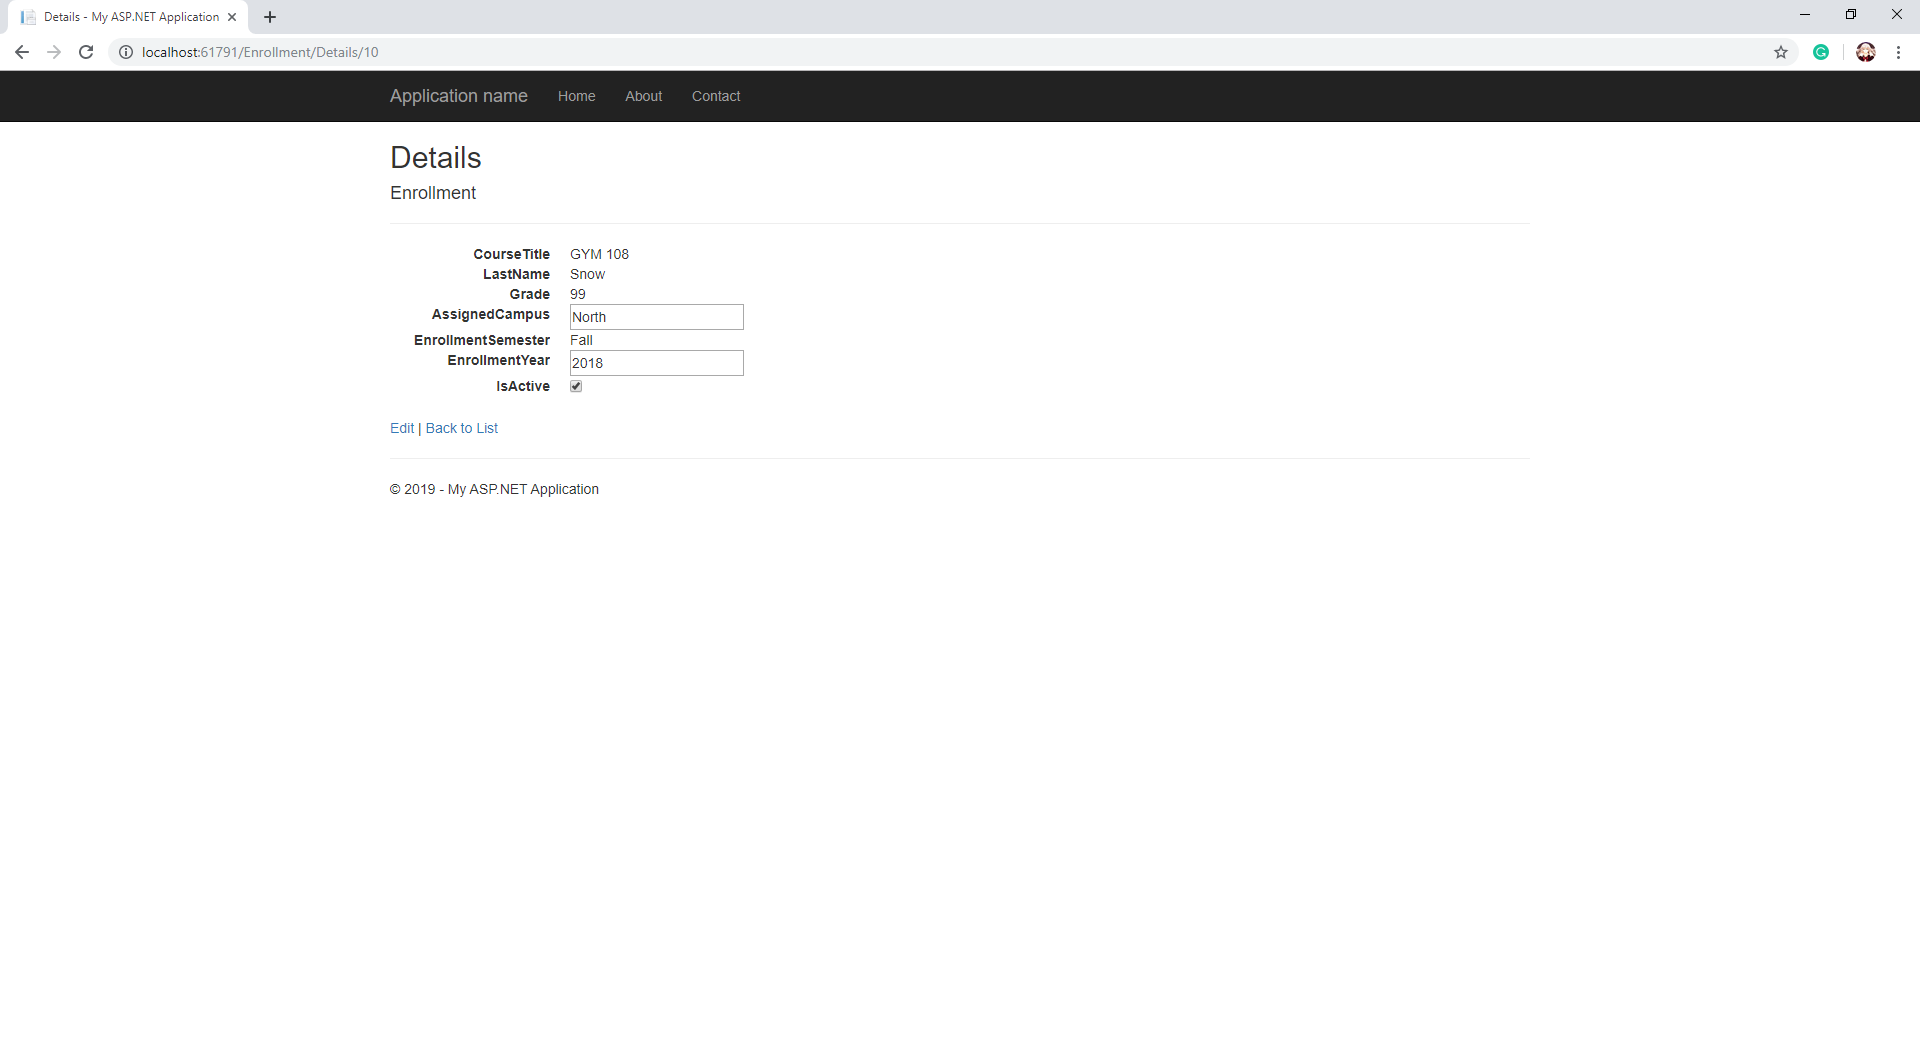 Details - My ASP.NET Application
localhost:61791/Enrollment/Details/10
Application name Home About Contact
Details
Enrollment
CourseTitle GYM 108
LastName Snow
Grade 99
AssignedCampus North
EnrollmentSemester Fall
EnrollmentYear 2018
IsActive
Edit | Back to List
© 2019 - My ASP.NET Application